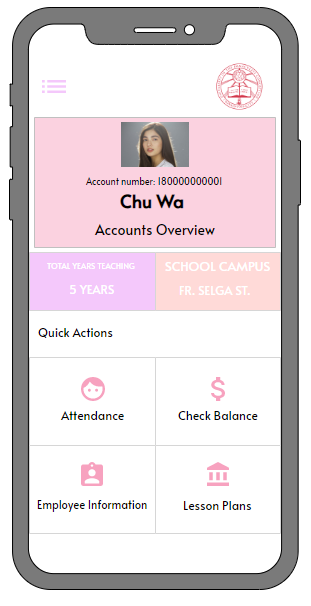 Account number: 18000000001
Chu Wa
Accounts Overview
TOTAL YEARS TEACHING
5 YEARS
SCHOOL CAMPUS
FR. SELGA ST.
Quick Actions
Attendance
Check Balance
Employee Information
Lesson Plans